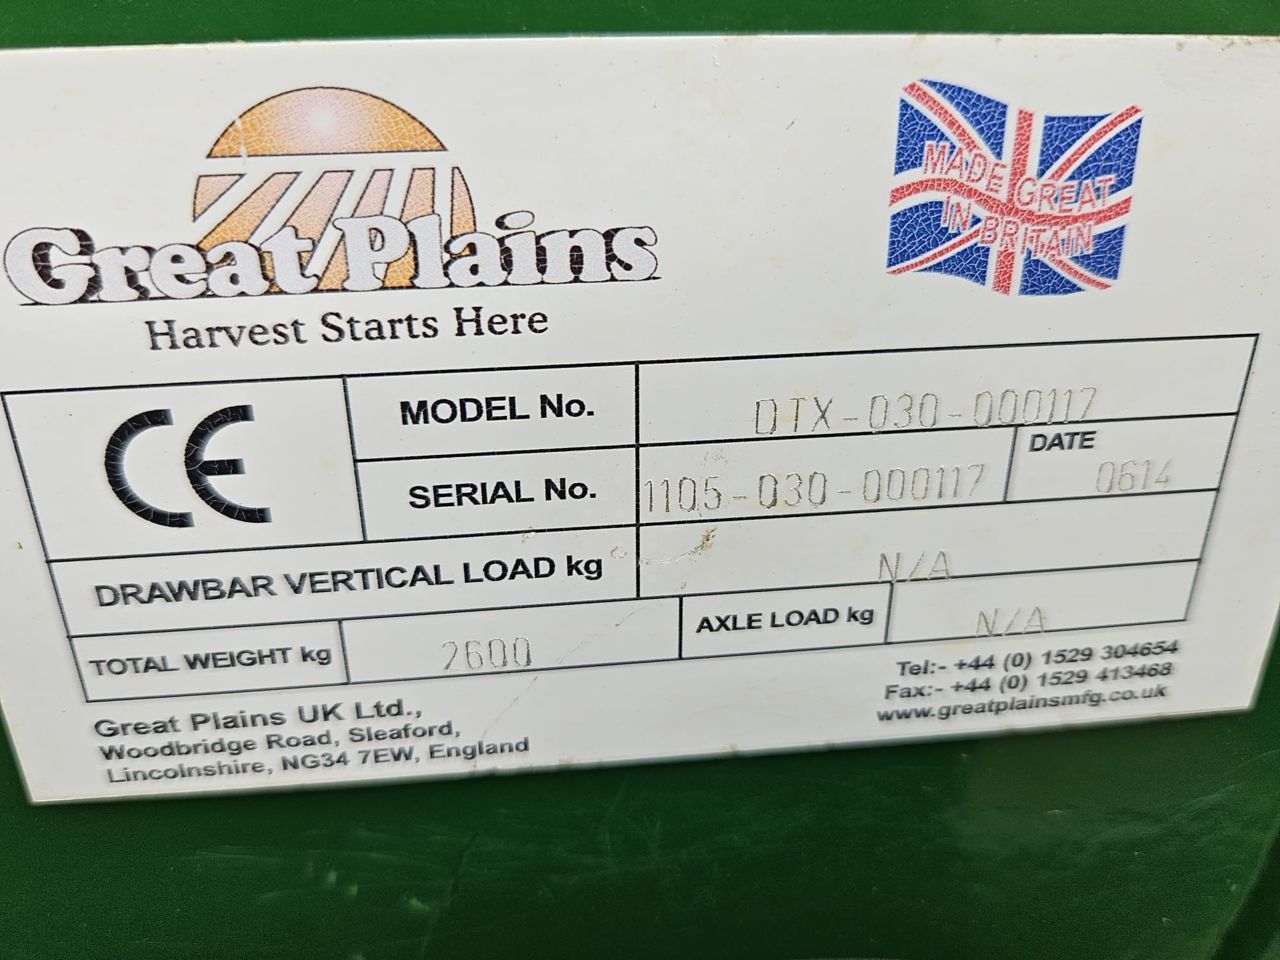 Great Plains
Harvest Starts Here
MADE GREAT
IN BRITAIN
CE
MODEL No.
DTX-030-000117
SERIAL No.
1105-030-000117
DATE
0614
DRAWBAR VERTICAL LOAD kg
N/A
TOTAL WEIGHT kg
2600
AXLE LOAD kg
N/A
Great Plains UK Ltd.,
Woodbridge Road, Sleaford,
Lincolnshire, NG34 7EW, England
Tel:- +44 (0) 1529 304654
Fax:- +44 (0) 1529 413468
www.greatplainsmfg.co.uk